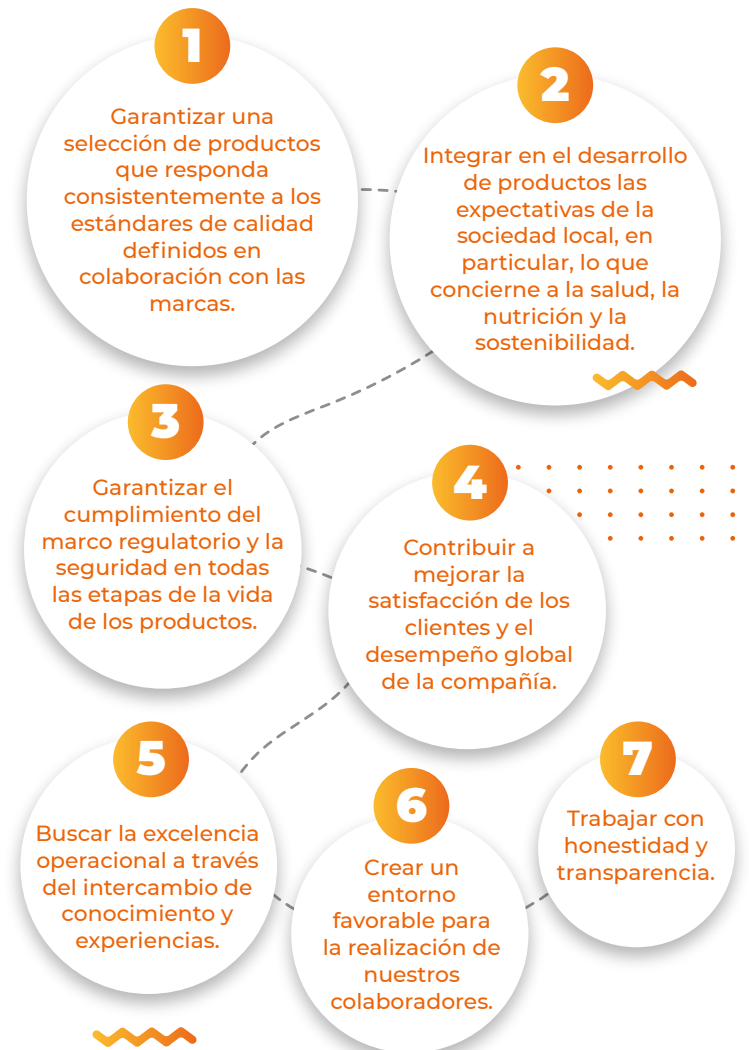 1
Garantizar una
selección de productos
que responda
consistentemente a los
estándares de calidad
definidos en
colaboración con las
marcas.
2
Integrar en el desarrollo
de productos las
expectativas de la
sociedad local, en
particular, lo que
concierne a la salud, la
nutrición y la
sostenibilidad.
3
Garantizar el
cumplimiento del
marco regulatorio y la
seguridad en todas
las etapas de la vida
de los productos.
4
Contribuir a
mejorar la
satisfacción de los
clientes y el
desempeño global
de la compañía.
5
Buscar la excelencia
operacional a través
del intercambio de
conocimiento y
experiencias.
6
Crear un
entorno
favorable para
la realización de
nuestros
colaboradores.
7
Trabajar con
honestidad y
transparencia.